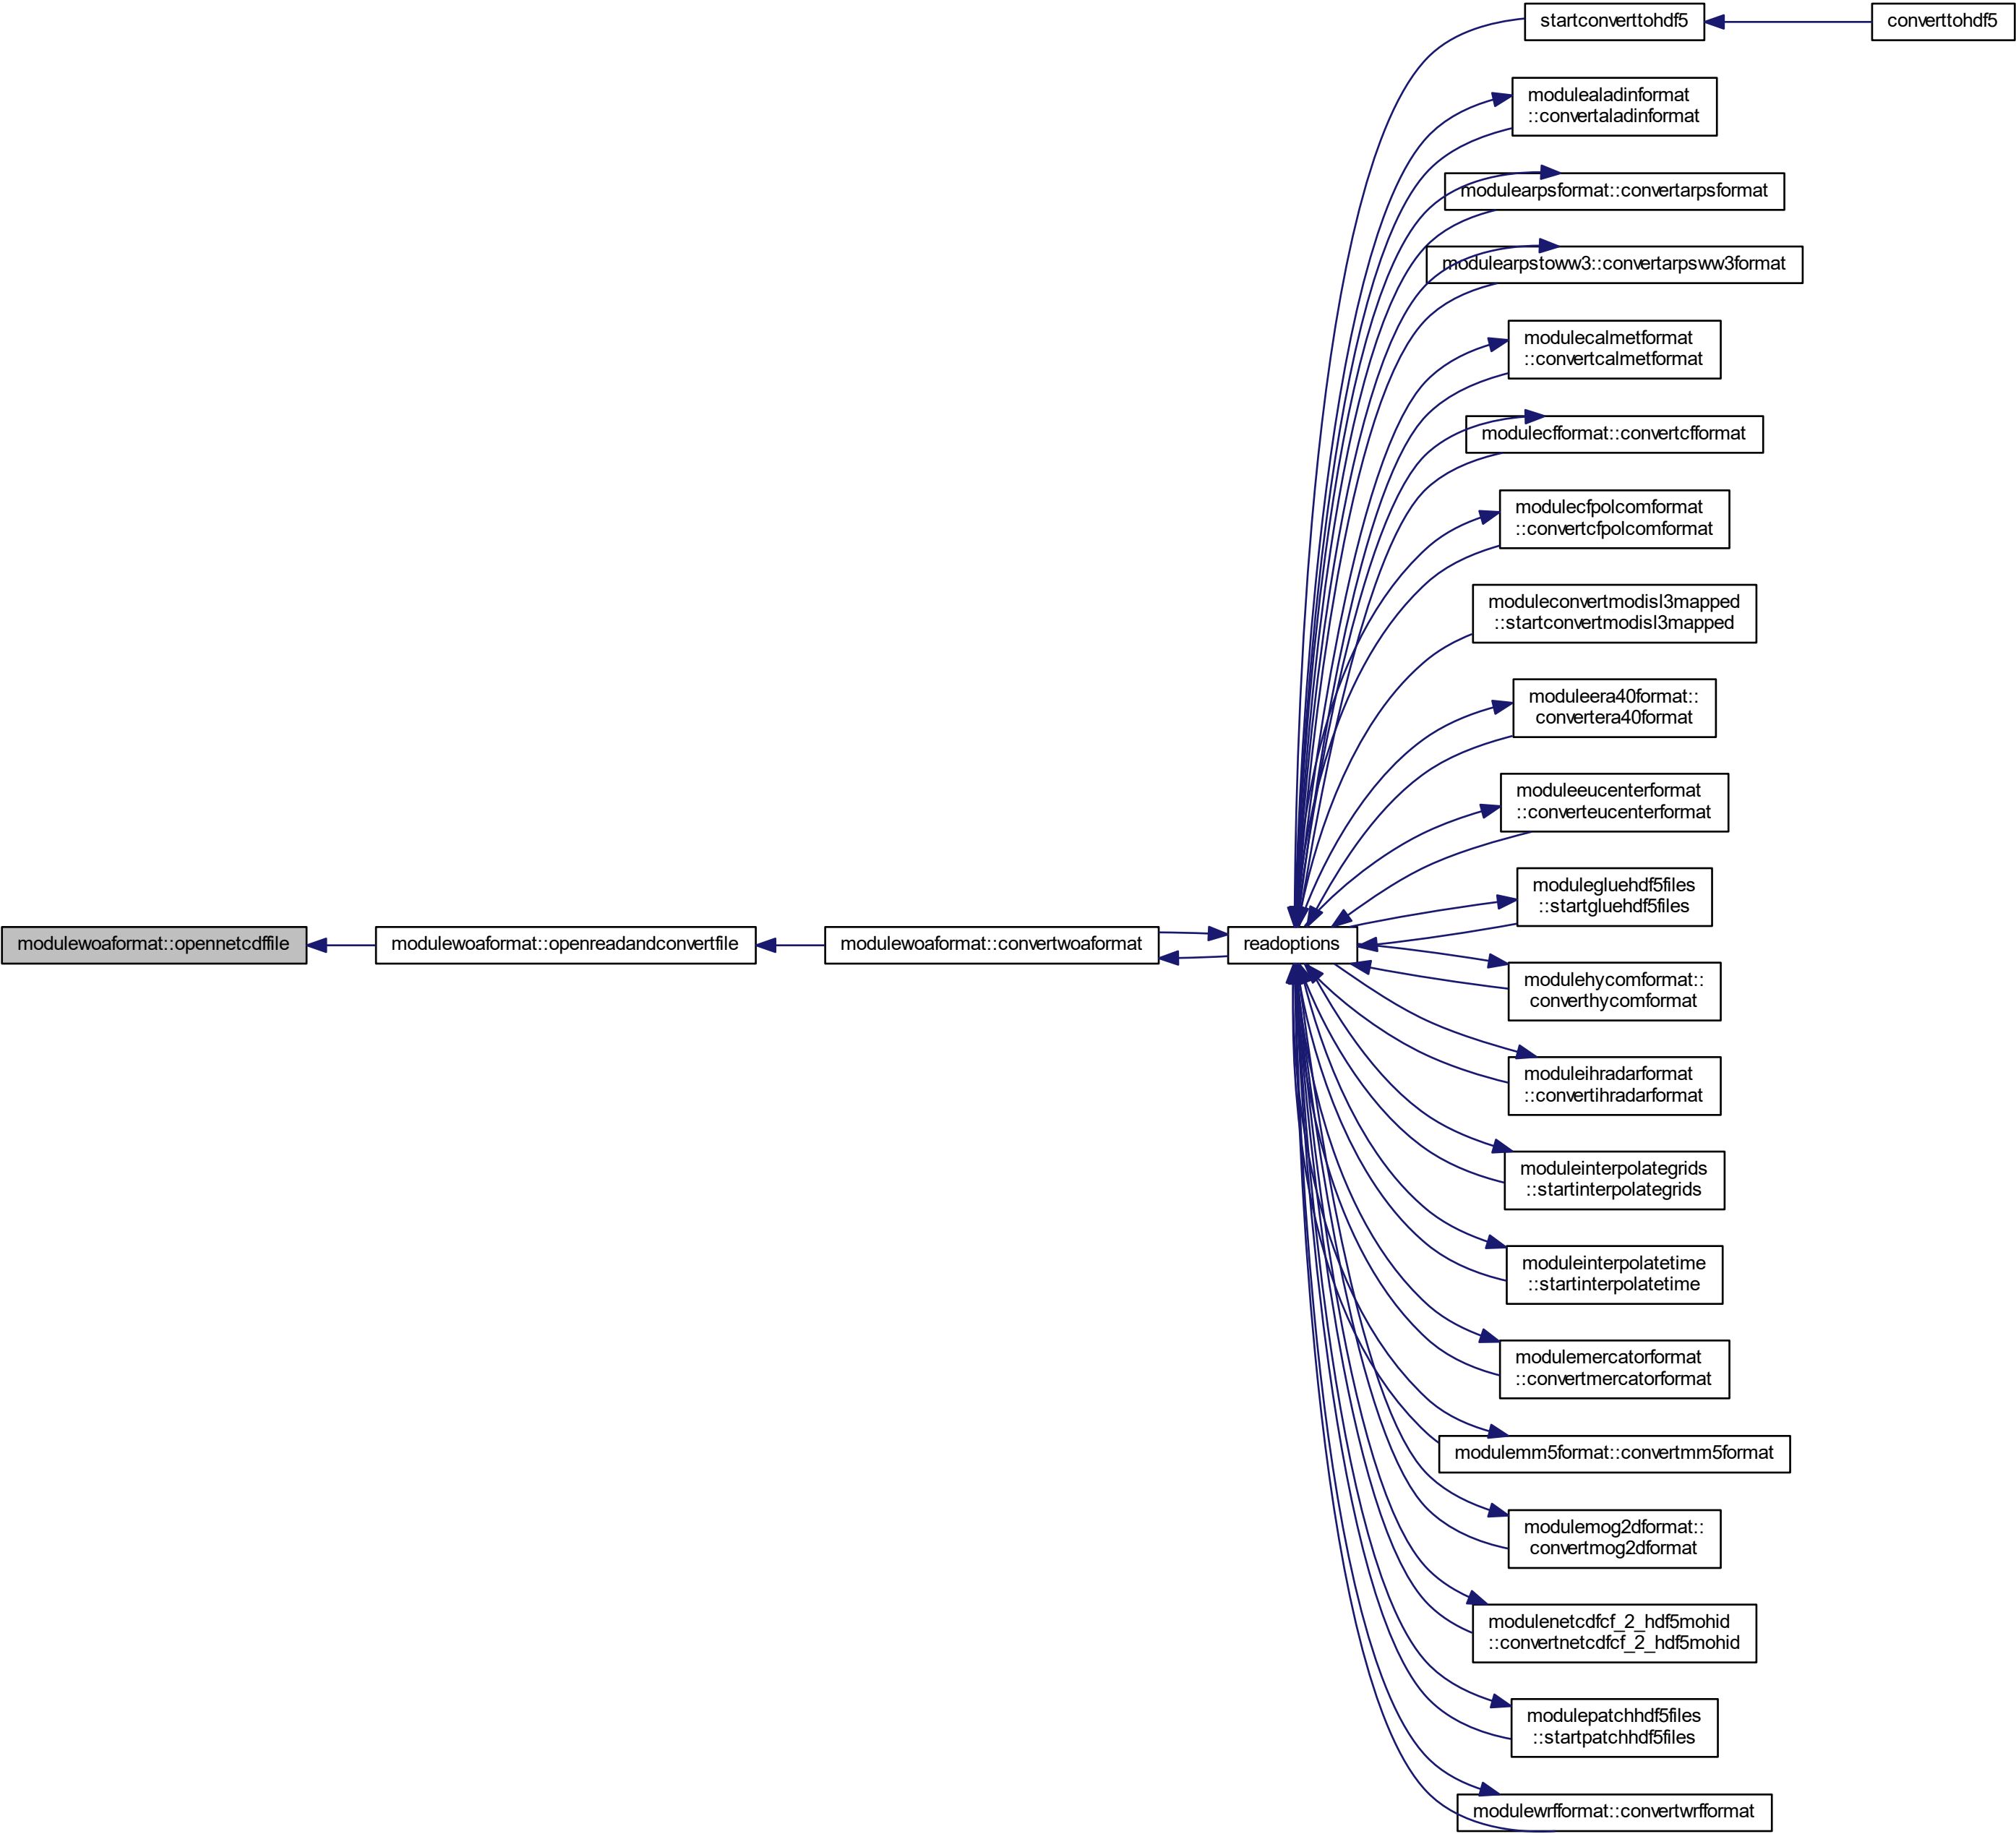 startconverttohdf5
converttohdf5
modulealadinformat
::convertaladinformat
modulearpsformat::convertarpsformat
modulearpstoww3::convertarpsww3format
modulecalmetformat
::convertcalmetformat
modulecfformat::convertcfformat
modulecfpolcomformat
::convertcfpolcomformat
moduleconvertmodisl3mapped
::startconvertmodisl3mapped
moduleera40format::
convertera40format
moduleeucenterformat
::converteucenterformat
modulegluehdf5files
::startgluehdf5files
modulewoaformat::opennetcdffile
modulewoaformat::openreadandconvertfile
modulewoaformat::convertwoaformat
readoptions
modulehycomformat::
converthycomformat
moduleihradarformat
::convertihradarformat
moduleinterpolategrids
::startinterpolategrids
moduleinterpolatetime
::startinterpolatetime
modulemercatorformat
::convertmercatorformat
modulemm5format::convertmm5format
modulemog2dformat::
convertmog2dformat
modulenetcdfcf_2_hdf5mohid
::convertnetcdfcf_2_hdf5mohid
modulepatchhdf5files
::startpatchhdf5files
modulewrfformat::convertwrfformat